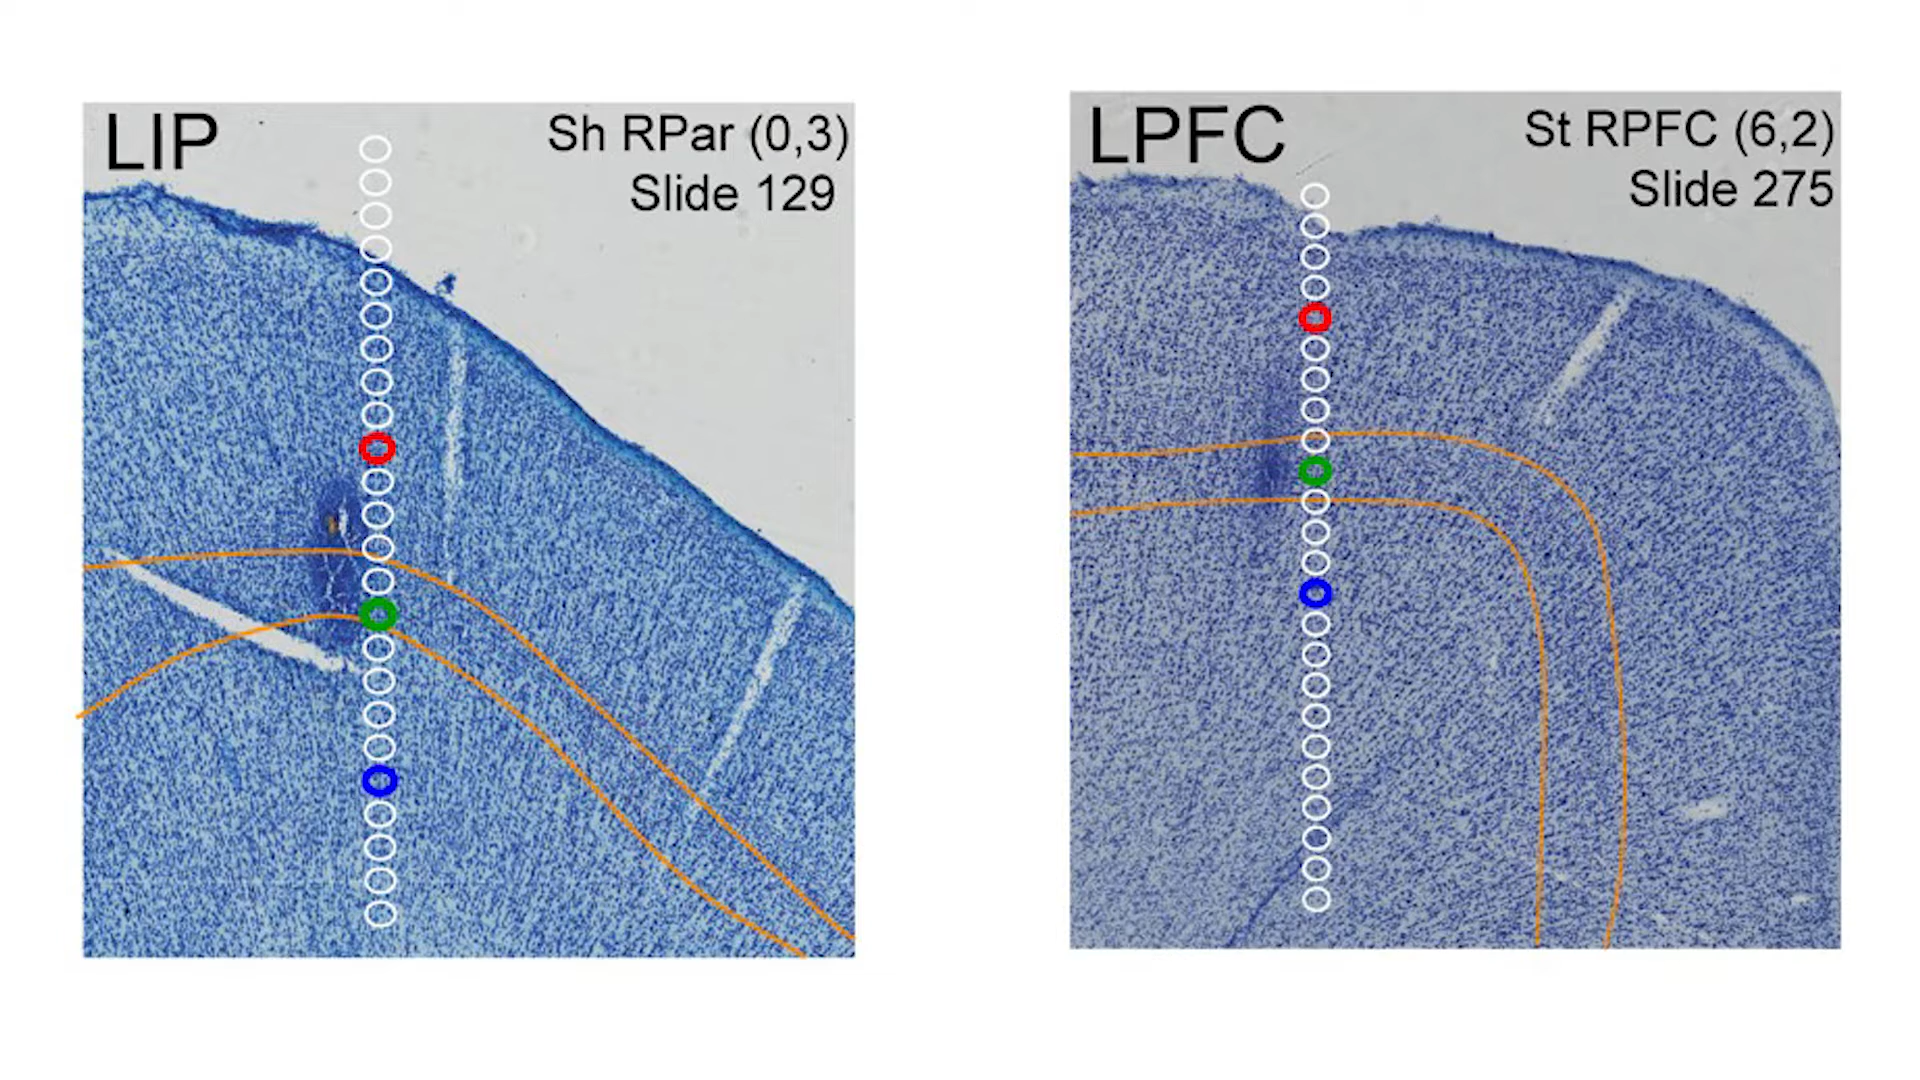 LIP
Sh RPar (0,3)
Slide 129
LPFC
St RPFC (6,2)
Slide 275